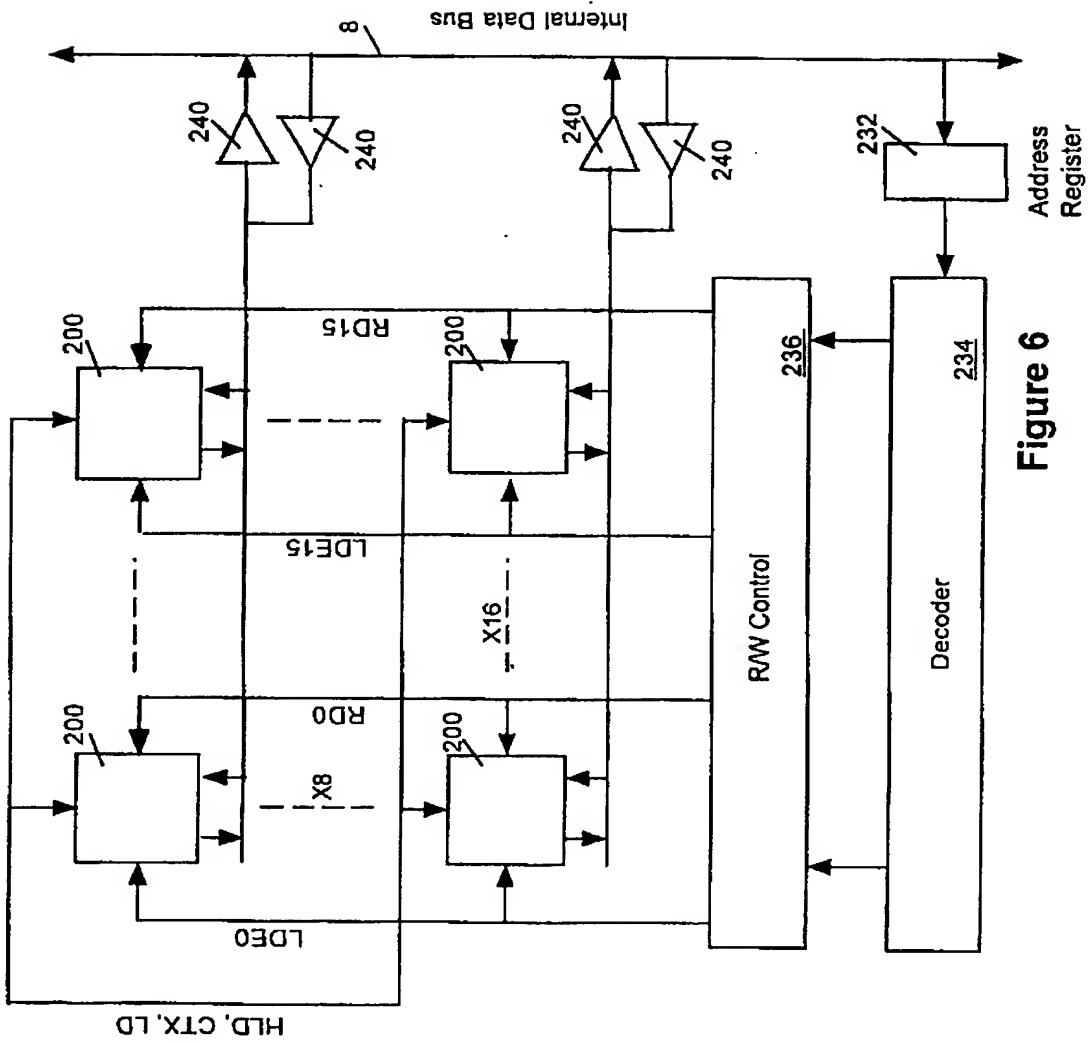 Internal Data Bus
8
240
240
240
240
232
Address
Register
200
200
RD15
LDE15
X16
200
200
RD0
X8
LDE0
HLD, CTX, LD
R/W Control
236
Decoder
234
Figure 6